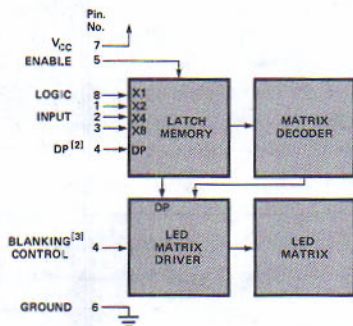 Pin.
No.
VCC 7
ENABLE 5
LOGIC 8 X1
1 X2
INPUT 2 X4
3 X8
DP [2] 4 DP
LATCH
MEMORY
MATRIX
DECODER
DP
BLANKING[3] 4
CONTROL
LED
MATRIX
DRIVER
LED
MATRIX
GROUND 6